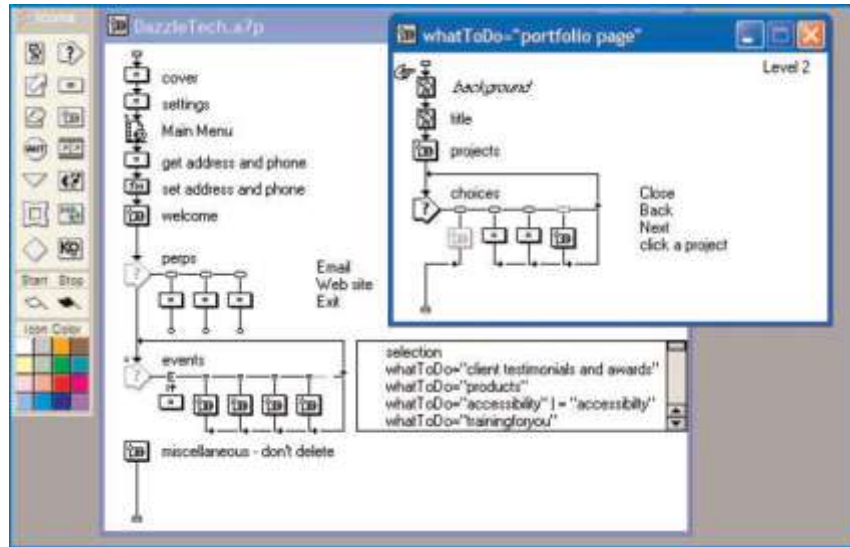 Icons
DazzleTech.a7p
cover
settings
Main Menu
get address and phone
set address and phone
welcome
perps
Email
Web site
Exit
events
selection
whatToDo="client testimonials and awards"
whatToDo="products"
whatToDo="accessibility" | = "accessibilty"
whatToDo="trainingforyou"
miscellaneous - don't delete
whatToDo="portfolio page"
Level 2
background
title
projects
choices
Close
Back
Next
click a project
Start Stop
Icon Color